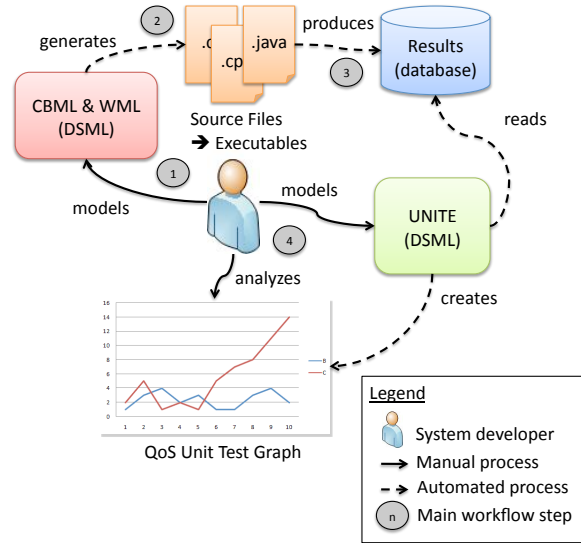 2
generates
produces
.c
.cp
.java
3
Results
(database)
CBML & WML
(DSML)
Source Files
➔ Executables
reads
1
models
models
UNITE
(DSML)
4
analyzes
creates
16
14
12
10
8
6
4
2
0
1 2 3 4 5 6 7 8 9 10
B
C
QoS Unit Test Graph
Legend
System developer
Manual process
Automated process
n Main workflow step